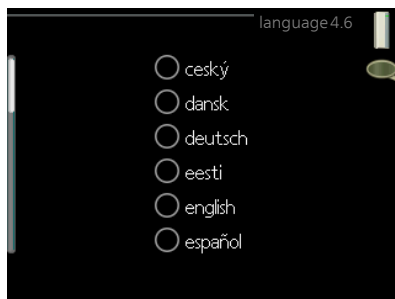 language 4.6
ceský
dansk
deutsch
eesti
english
español